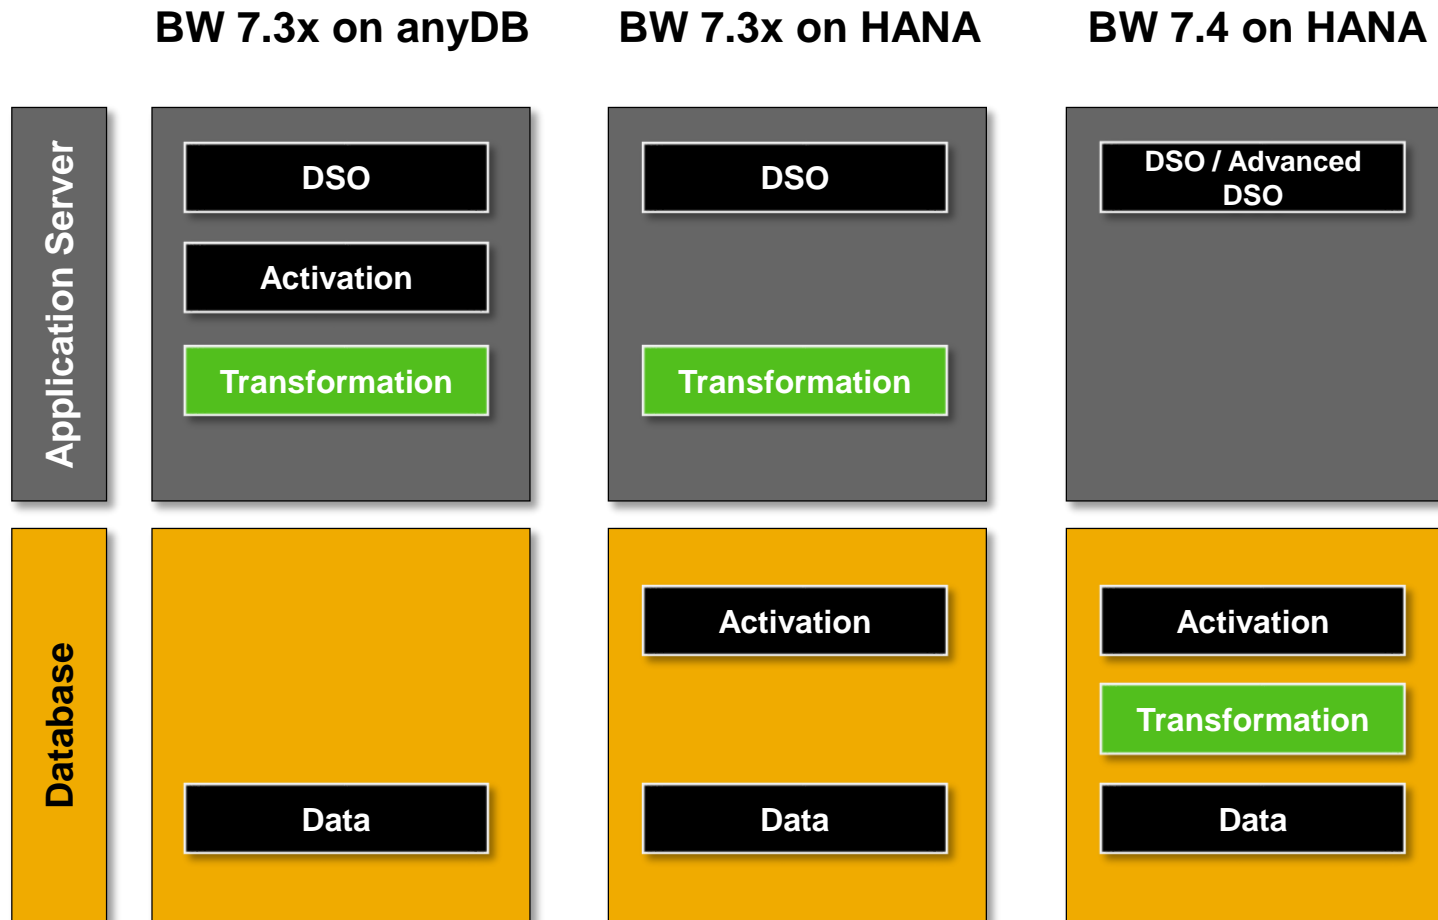 BW 7.3x on anyDB
BW 7.3x on HANA
BW 7.4 on HANA
Application Server
DSO
Activation
Transformation
DSO
Transformation
DSO / Advanced
DSO
Database
Data
Activation
Data
Activation
Transformation
Data